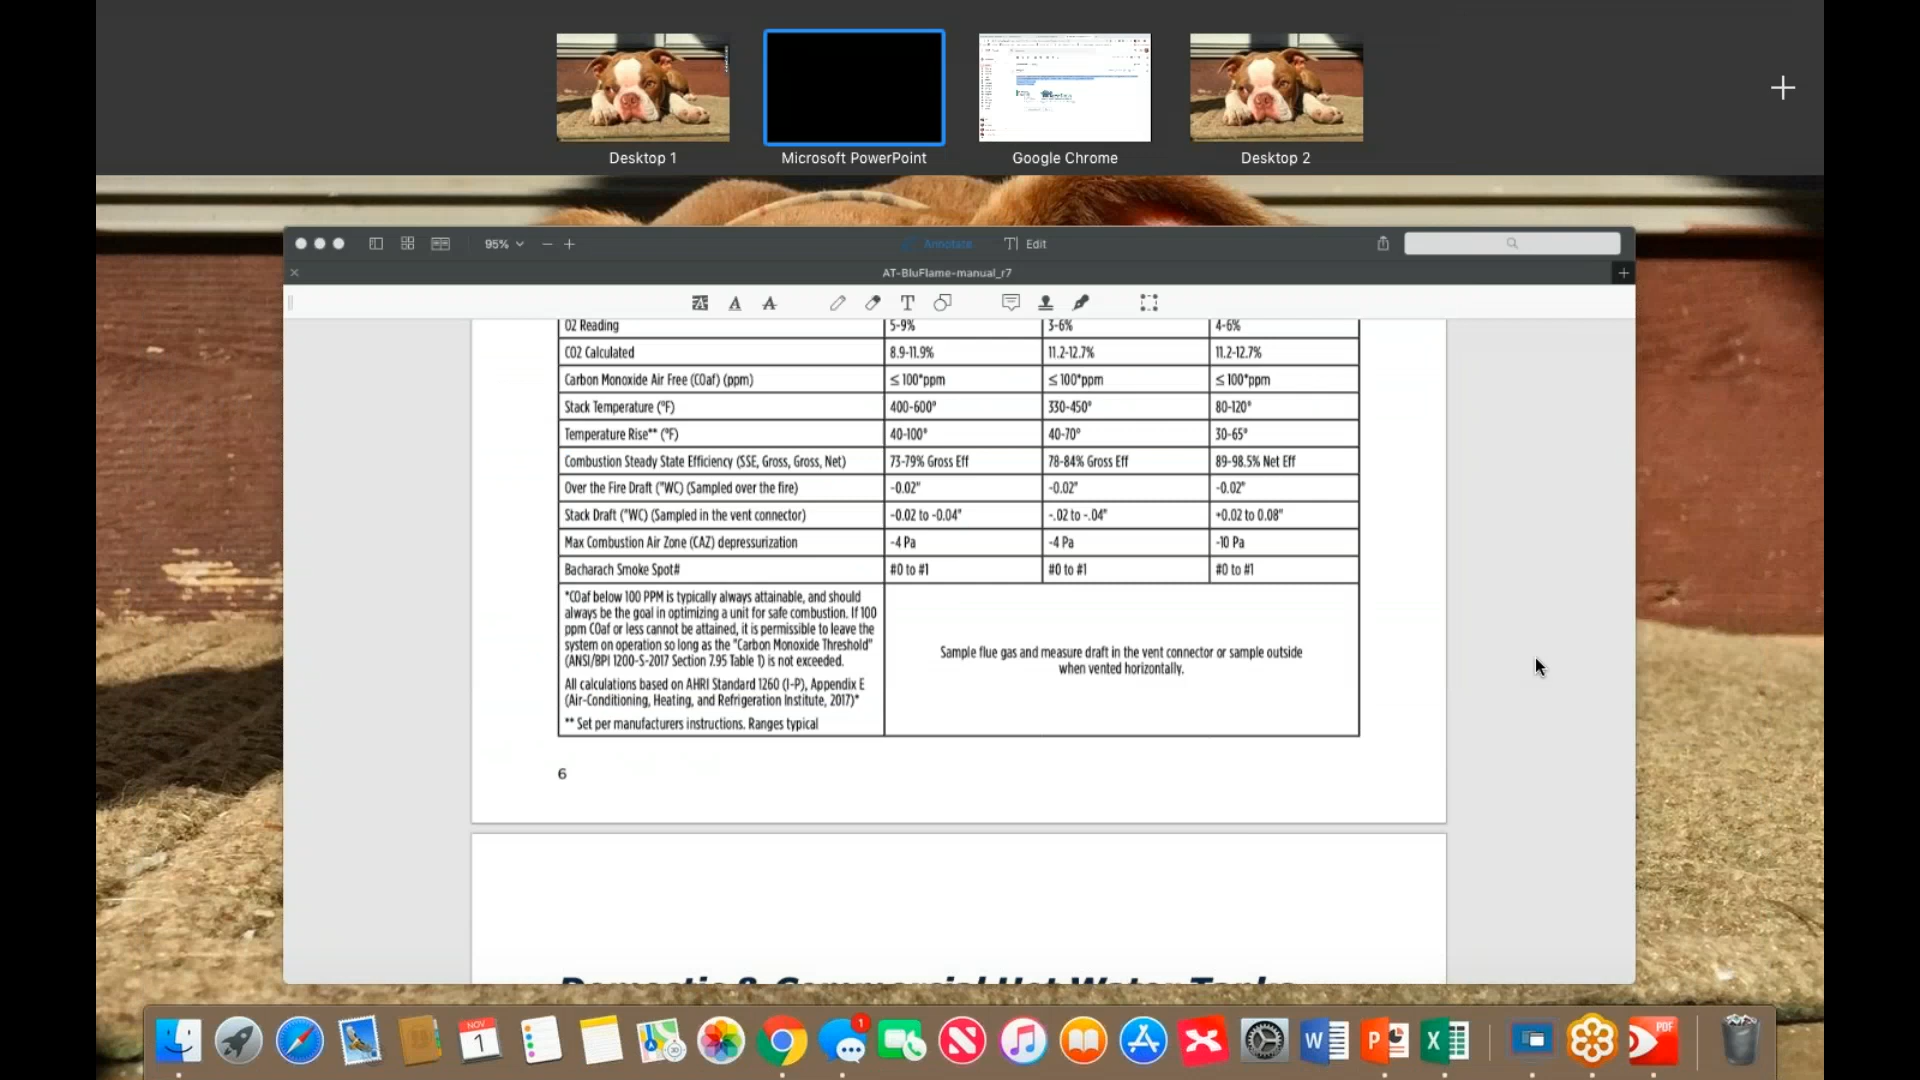 Desktop 1
Microsoft PowerPoint
Google Chrome
Desktop 2
95%
Annotate
Edit
AT-BluFlame-manual_r7
O2 Reading 5-9% 3-6% 4-6%
CO2 Calculated 8.9-11.9% 11.2-12.7% 11.2-12.7%
Carbon Monoxide Air Free (COaf) (ppm) ≤ 100*ppm ≤ 100*ppm ≤ 100*ppm
Stack Temperature (°F) 400-600° 330-450° 80-120°
Temperature Rise** (°F) 40-100° 40-70° 30-65°
Combustion Steady State Efficiency (SSE, Gross, Gross, Net) 73-79% Gross Eff 78-84% Gross Eff 89-98.5% Net Eff
Over the Fire Draft ("WC) (Sampled over the fire) -0.02" -0.02" -0.02"
Stack Draft ("WC) (Sampled in the vent connector) -0.02 to -0.04" -.02 to -.04" +0.02 to 0.08"
Max Combustion Air Zone (CAZ) depressurization -4 Pa -4 Pa -10 Pa
Bacharach Smoke Spot# #0 to #1 #0 to #1 #0 to #1
*COaf below 100 PPM is typically always attainable, and should
always be the goal in optimizing a unit for safe combustion. If 100
ppm COaf or less cannot be attained, it is permissible to leave the
system on operation so long as the "Carbon Monoxide Threshold"
(ANSI/BPI 1200-S-2017 Section 7.95 Table 1) is not exceeded.
All calculations based on AHRI Standard 1260 (I-P), Appendix E
(Air-Conditioning, Heating, and Refrigeration Institute, 2017)*
** Set per manufacturers instructions. Ranges typical
Sample flue gas and measure draft in the vent connector or sample outside
when vented horizontally.
6
Domestic & Commercial Hot Water Tanks
NOV
1
1
3D
W
P
X
PDF